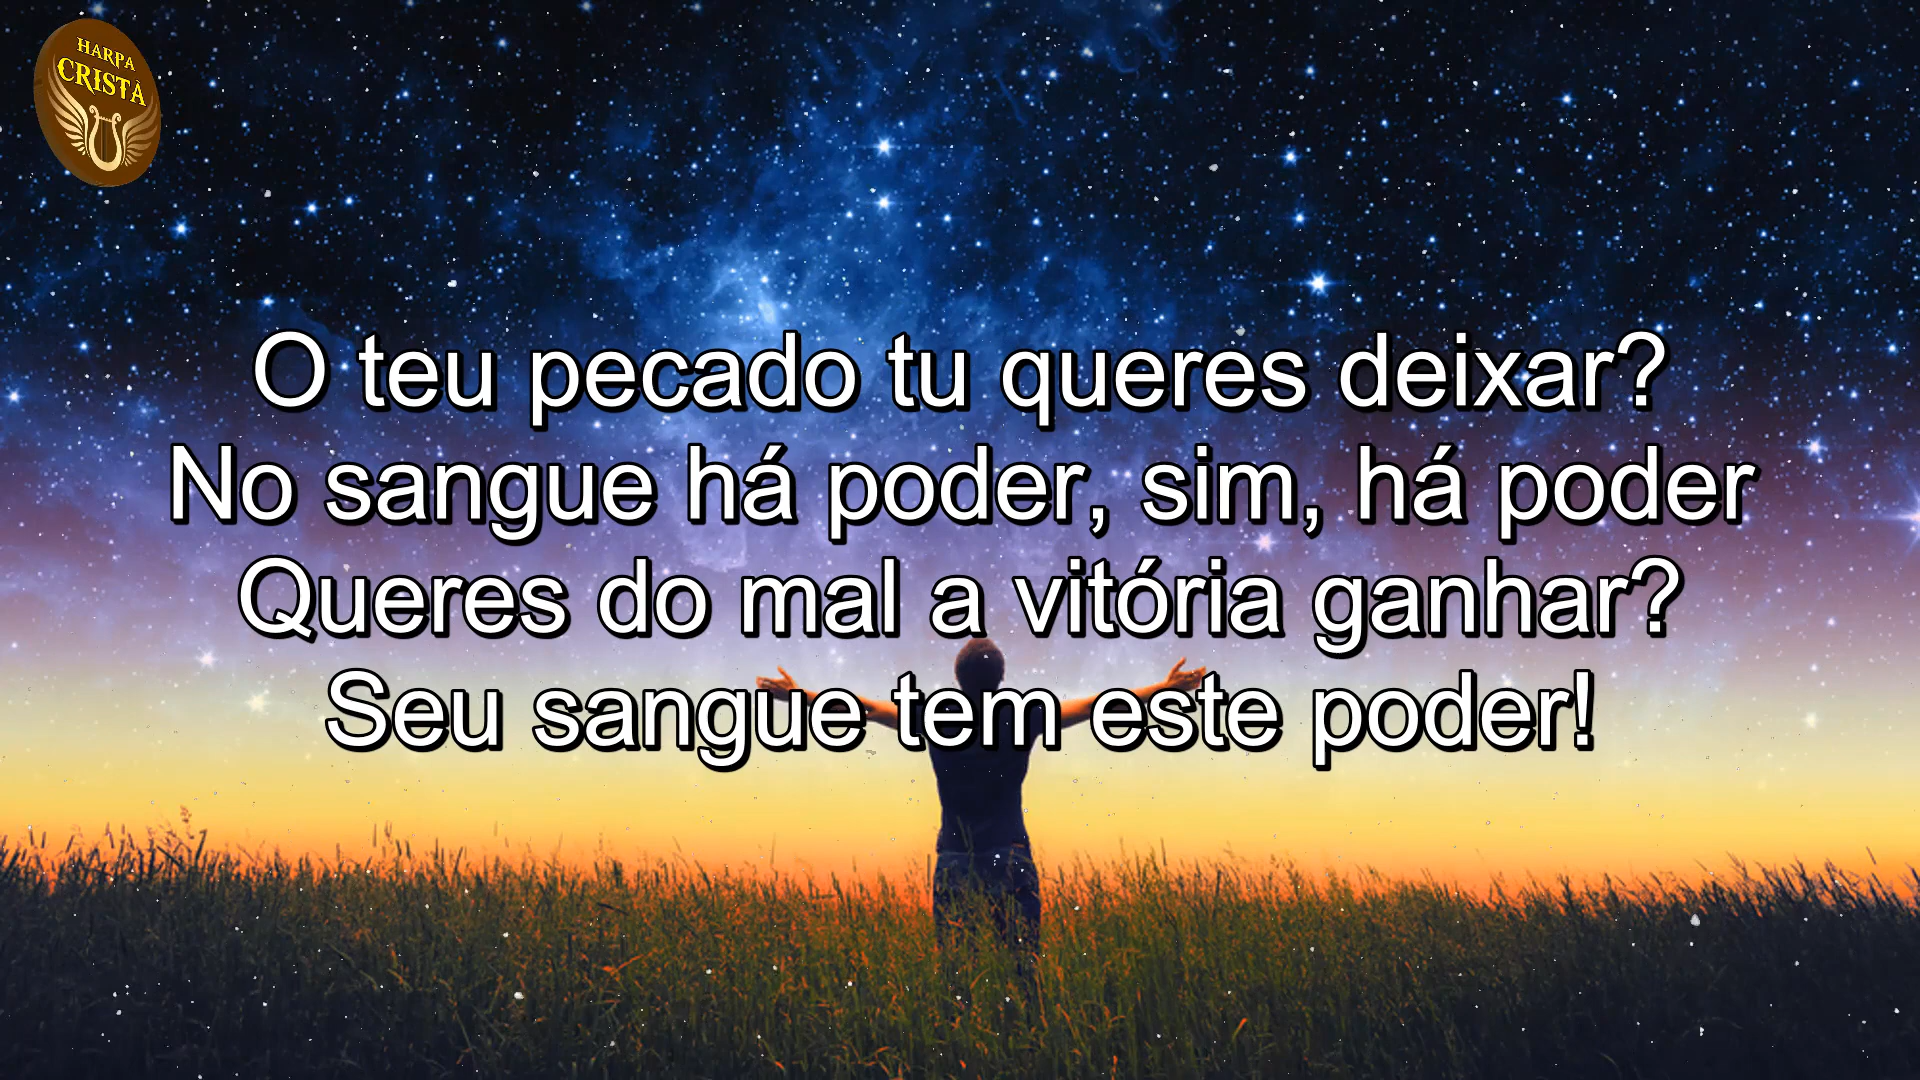 HARPA
CRISTÃ
O teu pecado tu queres deixar?
No sangue há poder, sim, há poder
Queres do mal a vitória ganhar?
Seu sangue tem este poder!